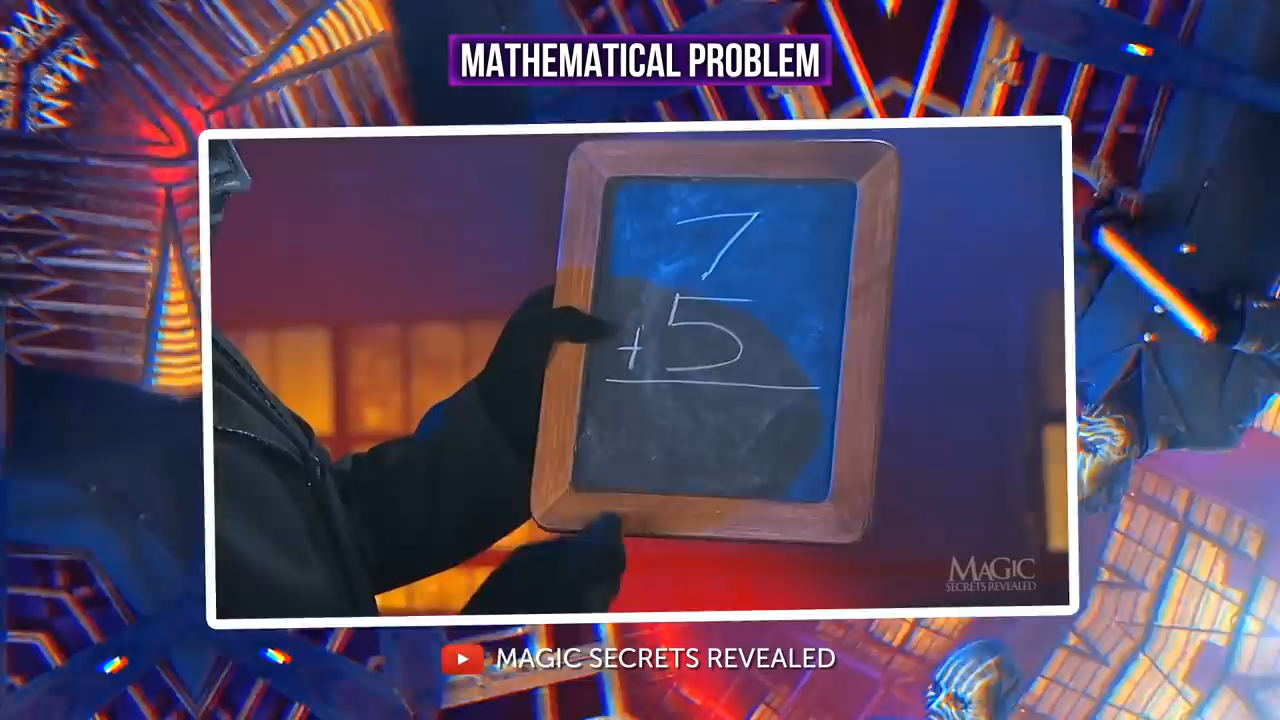 MATHEMATICAL PROBLEM
7
+5
MAGIC
SECRETS REVEALED
MAGIC SECRETS REVEALED